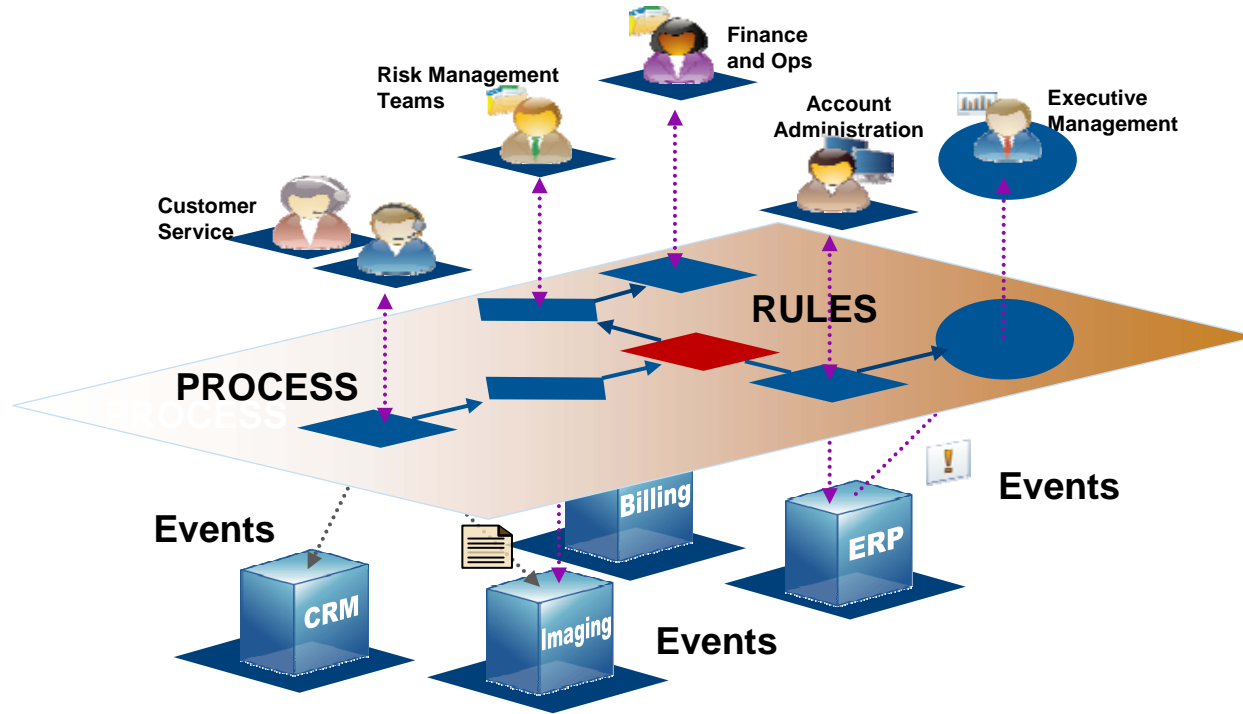 Finance
and Ops
Risk Management
Teams
Account
Administration
Executive
Management
Customer
Service
RULES
PROCESS
PROCESS
Billing
Events
Events
ERP
CRM
Imaging
Events